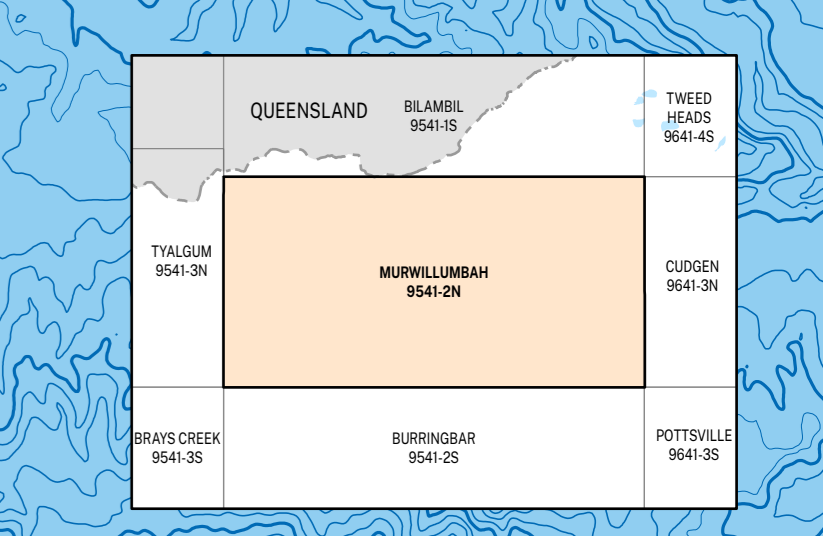 QUEENSLAND
BILAMBIL
9541-1S
TWEED
HEADS
9641-4S
TYALGUM
9541-3N
MURWILLUMBAH
9541-2N
CUDGEN
9641-3N
BRAYS CREEK
9541-3S
BURRINGBAR
9541-2S
POTTSVILLE
9641-3S